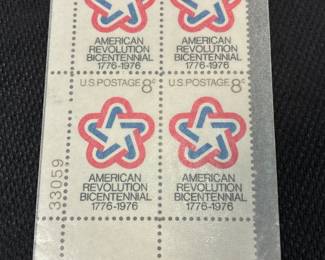 AMERICAN AMERICAN
REVOLUTION REVOLUTION
BICENTENNIAL BICENTENNIAL
1776-1976 1776-1976
U.S. POSTAGE 8c U.S. POSTAGE 8c
AMERICAN AMERICAN
REVOLUTION REVOLUTION
BICENTENNIAL BICENTENNIAL
1776-1976 1776-1976
33059